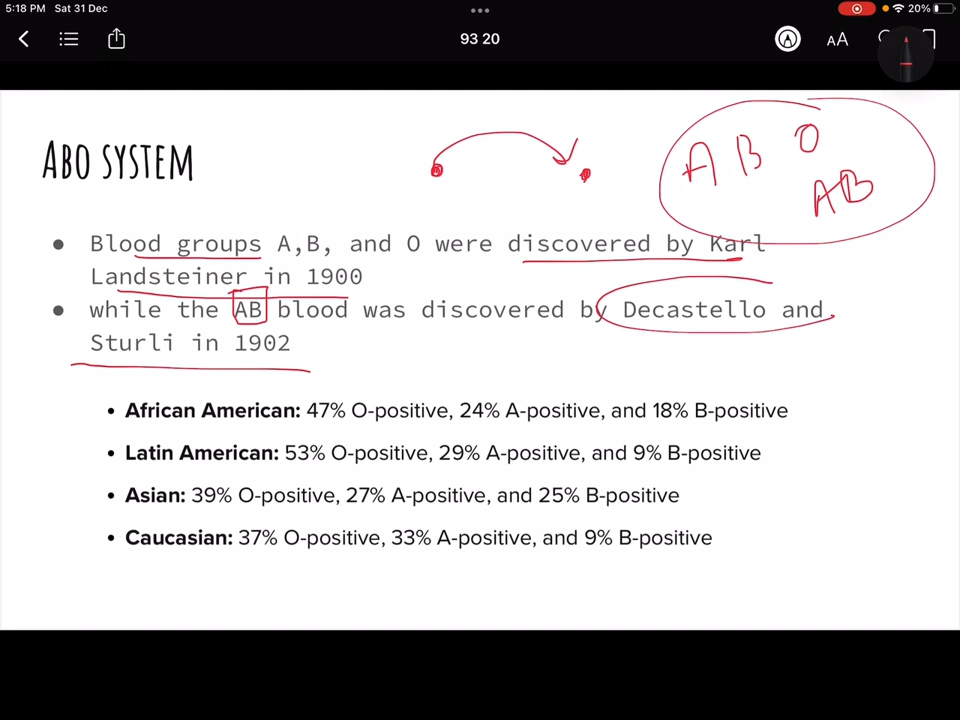 5:18 PM Sat 31 Dec
20%
93 20
AA
ABO SYSTEM
A B O
AB
● Blood groups A,B, and O were discovered by Karl
Landsteiner in 1900
● while the AB blood was discovered by Decastello and
Sturli in 1902
• African American: 47% O-positive, 24% A-positive, and 18% B-positive
• Latin American: 53% O-positive, 29% A-positive, and 9% B-positive
• Asian: 39% O-positive, 27% A-positive, and 25% B-positive
• Caucasian: 37% O-positive, 33% A-positive, and 9% B-positive